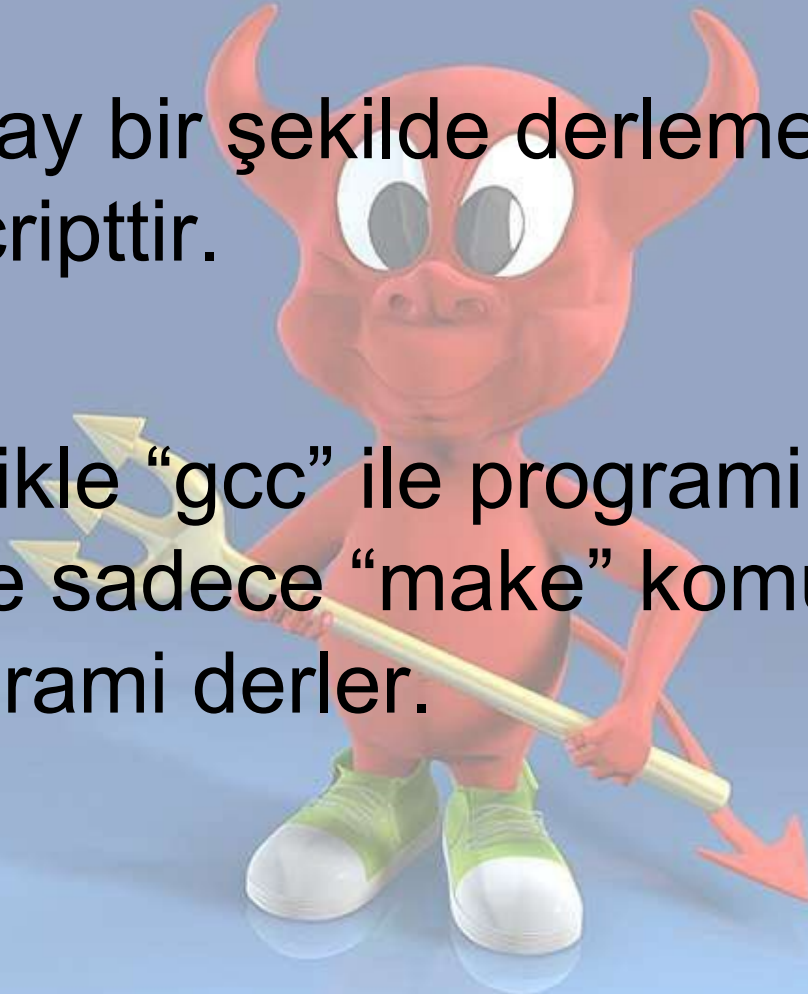 ay bir şekilde derleme
cripttir.
ikle “gcc” ile programi
e sadece “make” komu
rami derler.